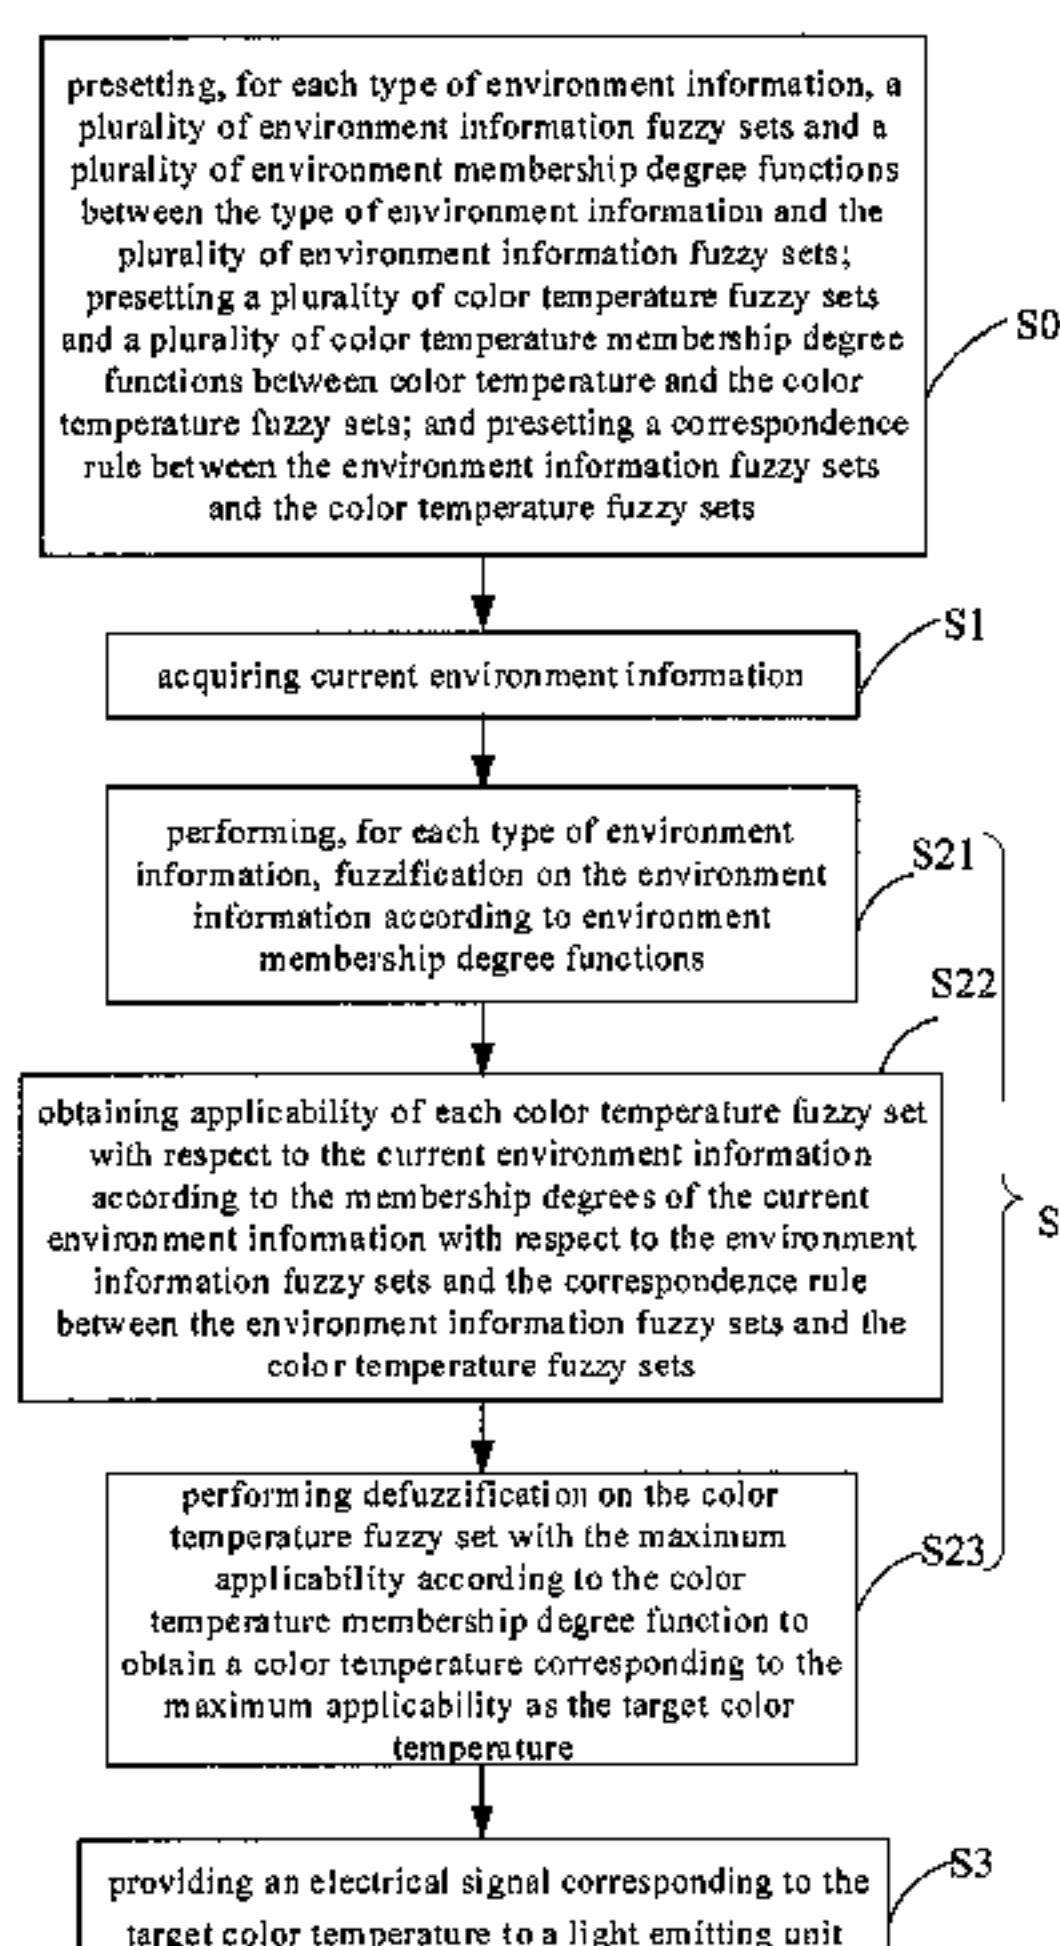 presetting, for each type of environment information, a
plurality of environment information fuzzy sets and a
plurality of environment membership degree functions
between the type of environment information and the
plurality of environment information fuzzy sets;
presetting a plurality of color temperature fuzzy sets
and a plurality of color temperature membership degree
functions between color temperature and the color
temperature fuzzy sets; and presetting a correspondence
rule between the environment information fuzzy sets
and the color temperature fuzzy sets
S0
S1
acquiring current environment information
performing, for each type of environment
information, fuzzification on the environment
information according to environment
membership degree functions
S21
S22
obtaining applicability of each color temperature fuzzy set
with respect to the current environment information
according to the membership degrees of the current
environment information with respect to the environment
information fuzzy sets and the correspondence rule
between the environment information fuzzy sets and the
color temperature fuzzy sets
S
performing defuzzification on the color
temperature fuzzy set with the maximum
applicability according to the color
temperature membership degree function to
obtain a color temperature corresponding to the
maximum applicability as the target color
temperature
S23
S3
providing an electrical signal corresponding to the
target color temperature to a light emitting unit